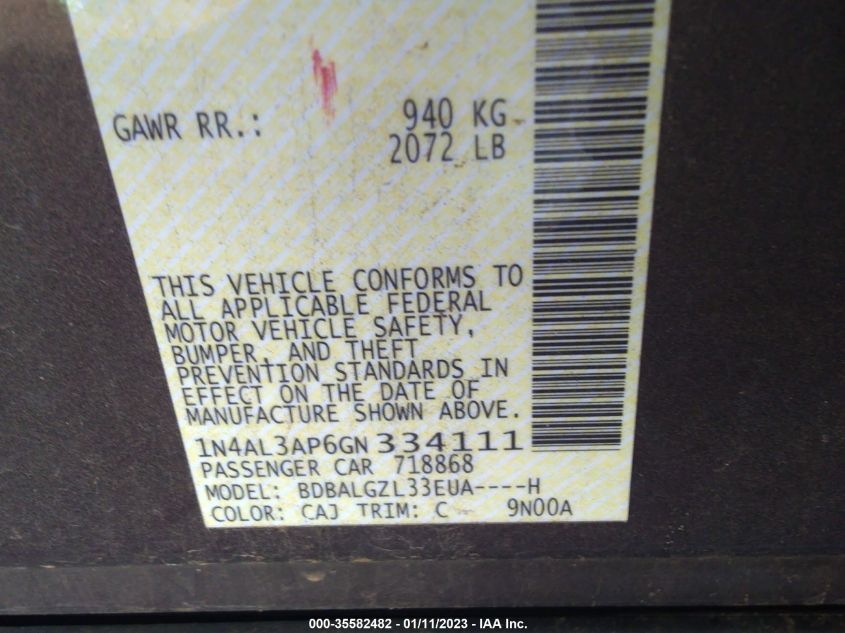 GAWR RR.: 940 KG
2072 LB
THIS VEHICLE CONFORMS TO
ALL APPLICABLE FEDERAL
MOTOR VEHICLE SAFETY,
BUMPER, AND THEFT
PREVENTION STANDARDS IN
EFFECT ON THE DATE OF
MANUFACTURE SHOWN ABOVE.
1N4AL3AP6GN334111
PASSENGER CAR 718868
MODEL: BDBALGZL33EUA----H
COLOR: CAJ TRIM: C 9N00A
000-35582482 - 01/11/2023 - IAA Inc.